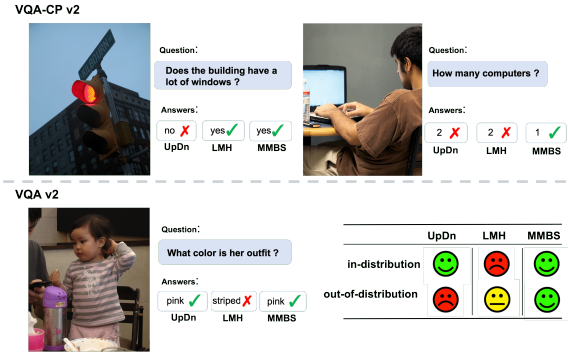 VQA-CP v2
Question:
Does the building have a
lot of windows ?
Answers:
no yes yes
UpDn LMH MMBS
Question:
How many computers ?
Answers:
2 2 1
UpDn LMH MMBS
VQA v2
Question:
What color is her outfit ?
Answers:
pink striped pink
UpDn LMH MMBS
UpDn LMH MMBS
in-distribution
out-of-distribution